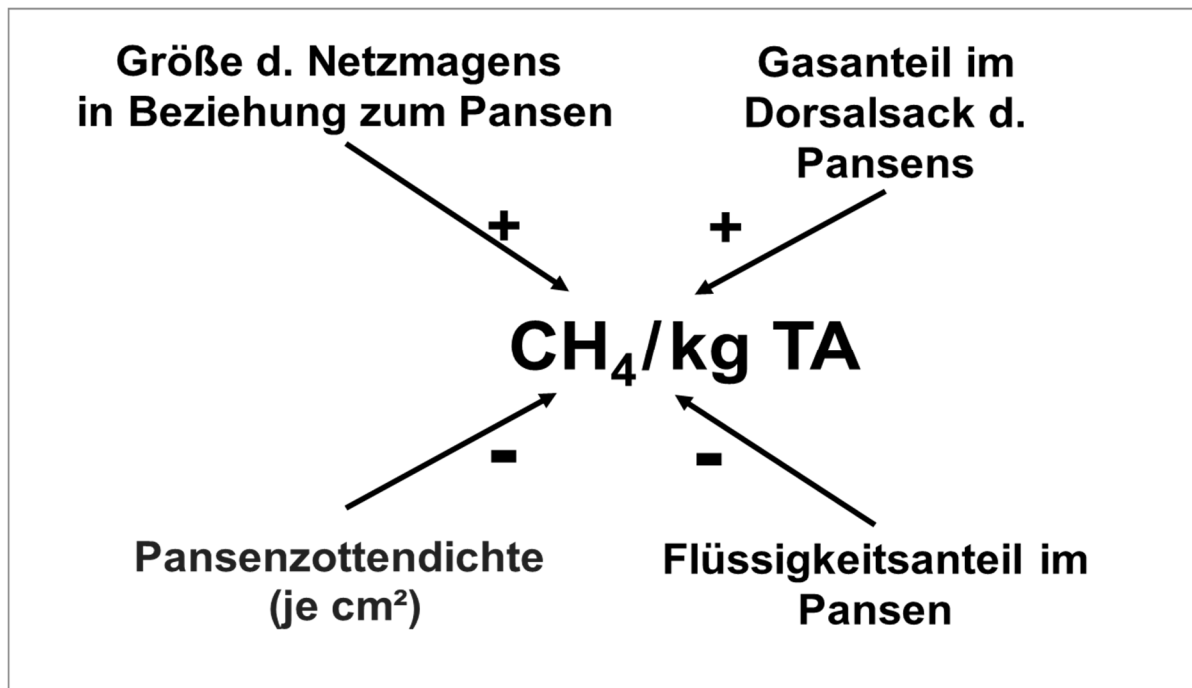 Größe d. Netzmagens
in Beziehung zum Pansen
Gasanteil im
Dorsalsack d.
Pansens
+
+
CH₄/kg TA
-
-
Pansenzottendichte
(je cm²)
Flüssigkeitsanteil im
Pansen